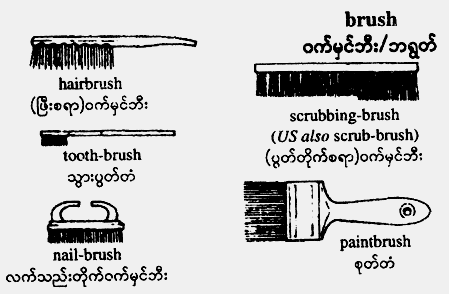 brush
ဝက်မှင်ဘီး/ဘရွတ်
hairbrush
(ဖြီးစရာ)ဝက်မှင်ဘီး
tooth-brush
သွားပွတ်တံ
nail-brush
လက်သည်းတိုက်ဝက်မှင်ဘီး
scrubbing-brush
(US also scrub-brush)
(ပွတ်တိုက်စရာ)ဝက်မှင်ဘီး
paintbrush
စုတ်တံ